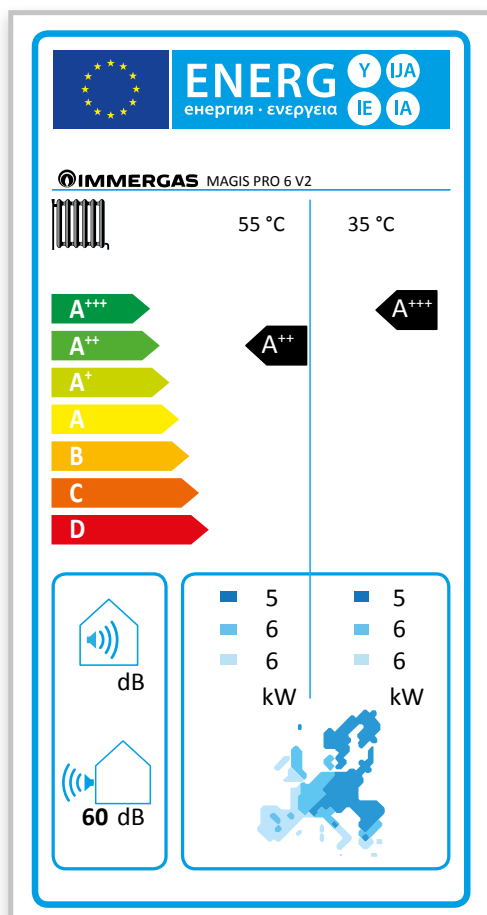 ENERG Y IJA
енергия · ενεργεια IE IA
IMMERGAS MAGIS PRO 6 V2
55 °C 35 °C
A+++ A+++
A++ A++
A+
A
B
C
D
5 5
6 6
6 6
dB kW kW
60 dB